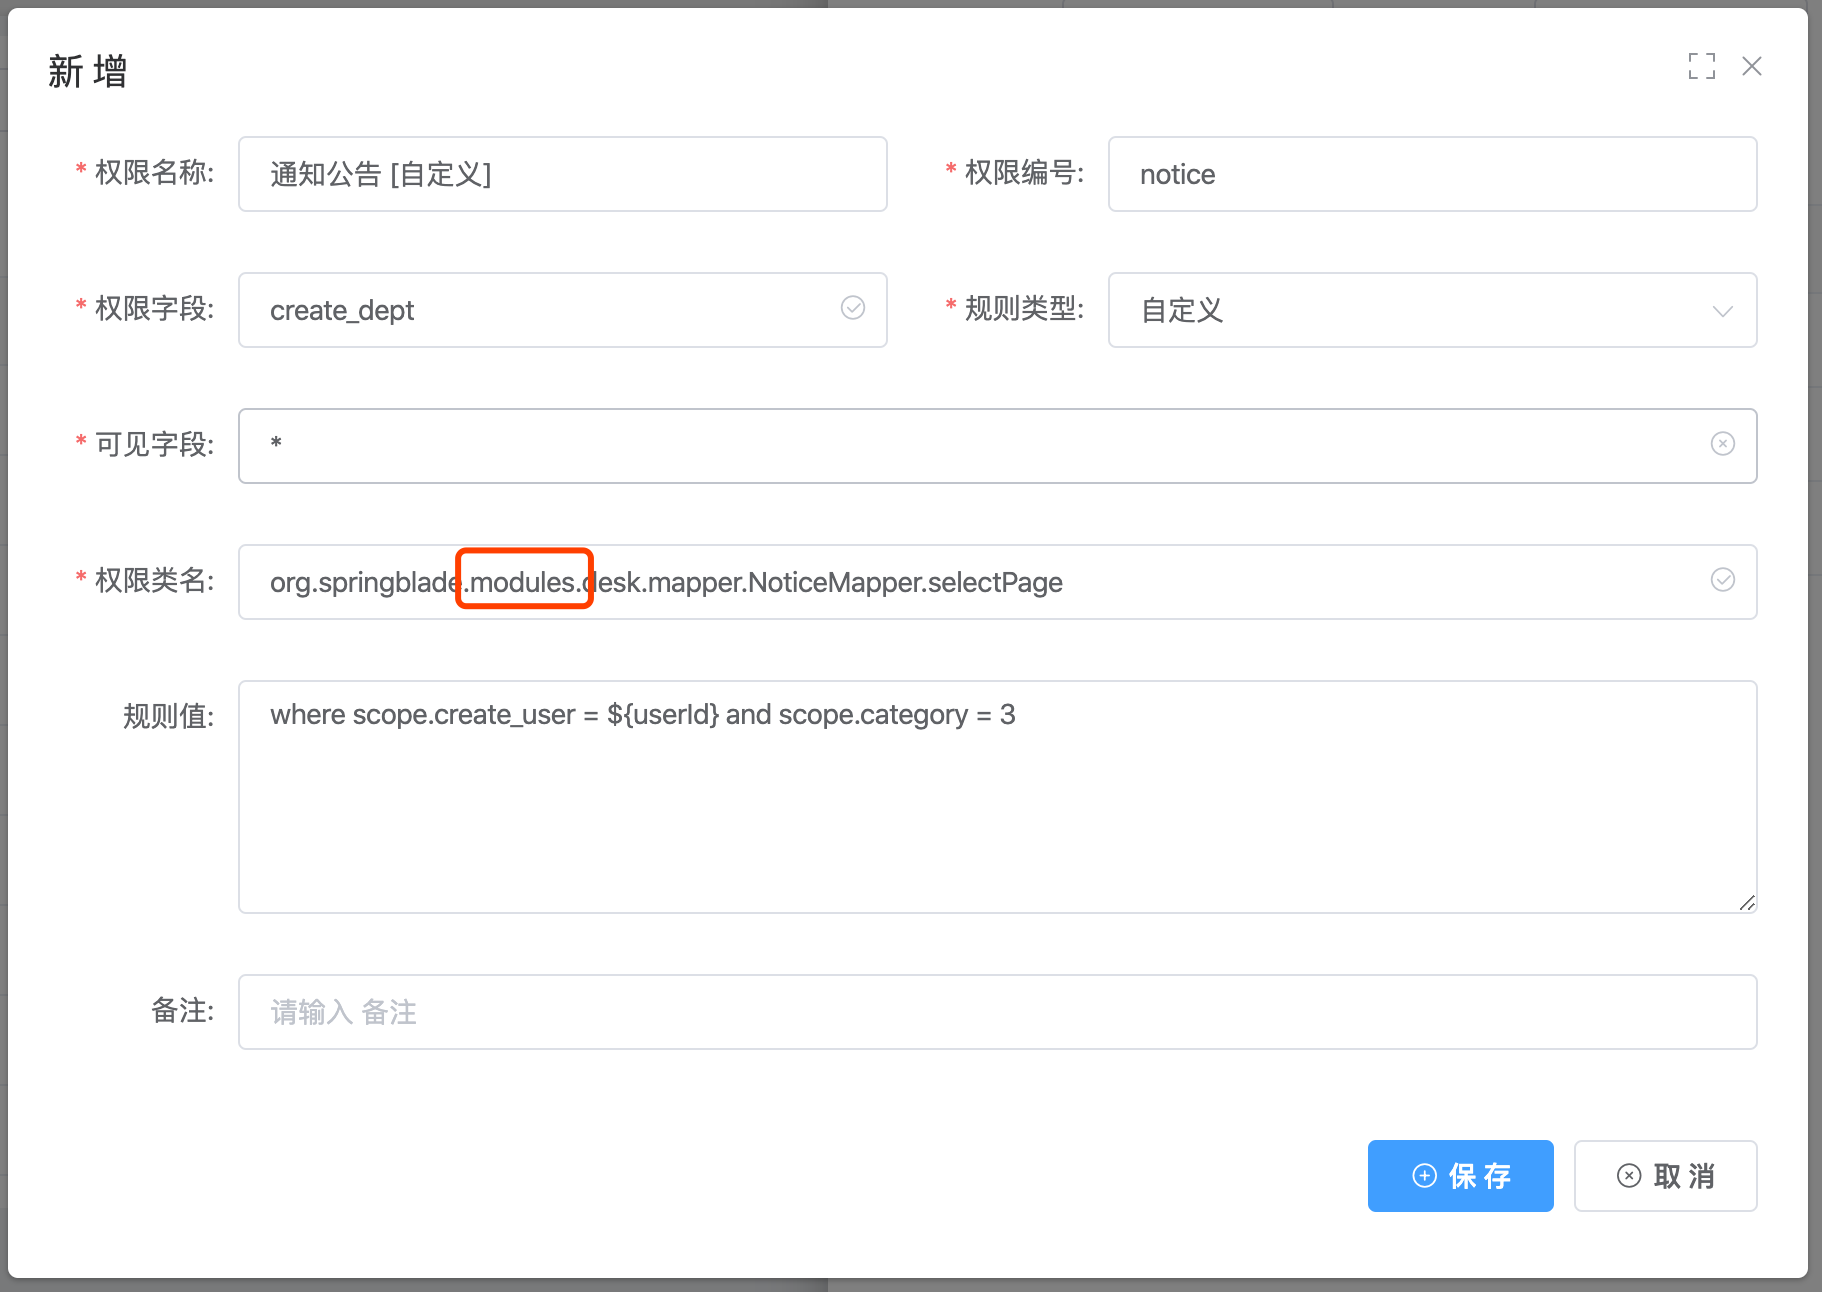 新 增
* 权限名称: 通知公告 [自定义] * 权限编号: notice
* 权限字段: create_dept * 规则类型: 自定义
* 可见字段: *
* 权限类名: org.springblade.modules.desk.mapper.NoticeMapper.selectPage
规则值: where scope.create_user = ${userId} and scope.category = 3
备注: 请输入 备注
保 存 取 消